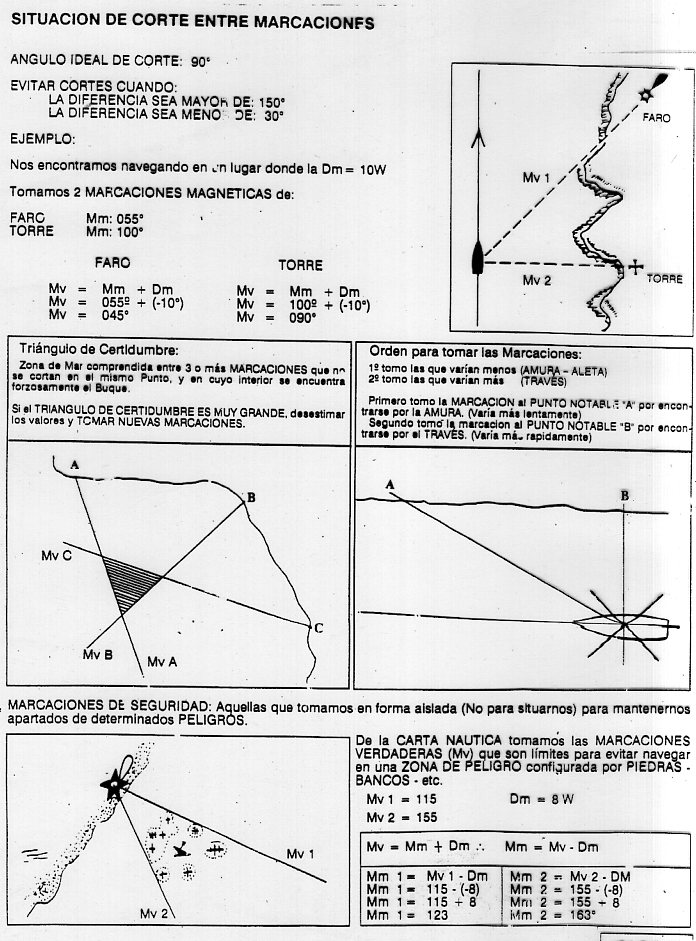 SITUACION DE CORTE ENTRE MARCACIONES
ANGULO IDEAL DE CORTE: 90°
EVITAR CORTES CUANDO:
LA DIFERENCIA SEA MAYOR DE: 150°
LA DIFERENCIA SEA MENO DE: 30°
EJEMPLO:
Nos encontramos navegando en un lugar donde la Dm = 10W
Tomamos 2 MARCACIONES MAGNETICAS de:
FARO Mm: 055°
TORRE Mm: 100°
FARO TORRE
Mv = Mm + Dm Mv = Mm + Dm
Mv = 055º + (-10°) Mv = 100º + (-10°)
Mv = 045° Mv = 090°
FARO
Mv 1
Mv 2
TORRE
Triángulo de Certidumbre:
Zona de Mar comprendida entre 3 o más MARCACIONES que no
se cortan en el mismo Punto, y en cuyo interior se encuentra
forzosamente el Buque.
Si el TRIANGULO DE CERTIDUMBRE ES MUY GRANDE, desestimar
los valores y TOMAR NUEVAS MARCACIONES.
Orden para tomar las Marcaciones:
1º tomo las que varían menos (AMURA - ALETA)
2º tomo las que varían más (TRAVES)
Primero tomo la MARCACION al PUNTO NOTABLE "A" por encon-
trarse por la AMURA. (Varía más lentamente)
Segundo tomo la marcacion al PUNTO NOTABLE "B" por encon-
trarse por el TRAVES. (Varía más rapidamente)
A
B
Mv C
C
Mv B
Mv A
A
B
MARCACIONES DE SEGURIDAD: Aquellas que tomamos en forma aislada (No para situarnos) para mantenernos
apartados de determinados PELIGROS.
Mv 1
Mv 2
De la CARTA NAUTICA tomamos las MARCACIONES
VERDADERAS (Mv) que son límites para evitar navegar
en una ZONA DE PELIGRO configurada por PIEDRAS -
BANCOS - etc.
Mv 1 = 115 Dm = 8 W
Mv 2 = 155
Mv = Mm + Dm ∴ Mm = Mv - Dm
Mm 1 = Mv 1 - Dm Mm 2 = Mv 2 - DM
Mm 1 = 115 - (-8) Mm 2 = 155 - (-8)
Mm 1 = 115 + 8 Mm 2 = 155 + 8
Mm 1 = 123 Mm 2 = 163°